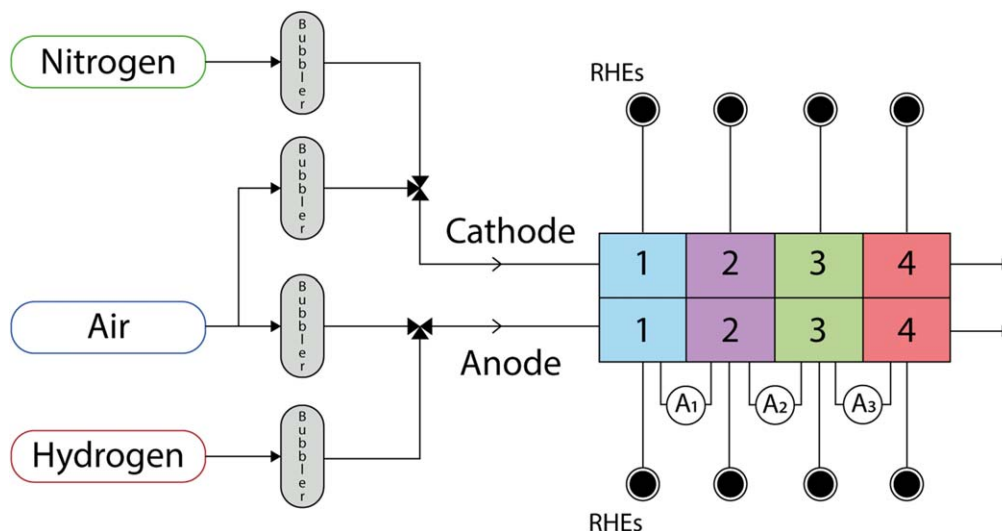 Nitrogen
Bubbler
RHEs
Bubbler
Cathode
1 2 3 4
Air
Bubbler
1 2 3 4
Anode
A1 A2 A3
Hydrogen
Bubbler
RHEs